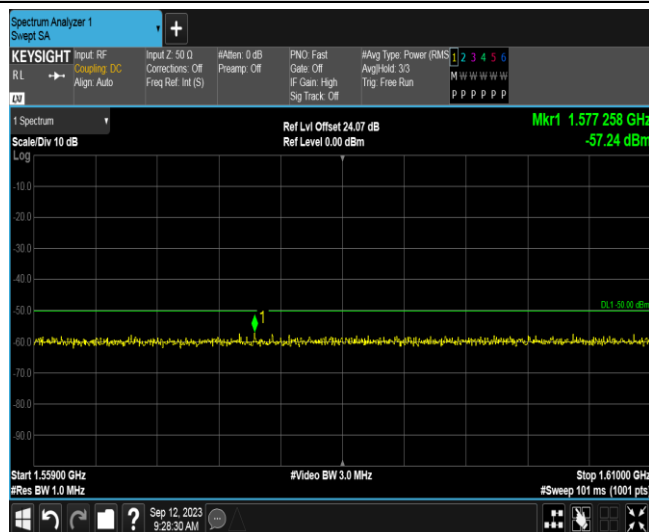 Spectrum Analyzer 1
Swept SA
+
KEYSIGHT Input: RF Input Z: 50 Ω #Atten: 0 dB PNO: Fast #Avg Type: Power (RMS 1 2 3 4 5 6
RL Coupling: DC Corrections: Off Preamp: Off Gate: Off Avg|Hold: 3/3 M W W W W W
Align: Auto Freq Ref: Int (S) IF Gain: High Trig: Free Run
LXI Sig Track: Off P P P P P P
1 Spectrum Ref Lvl Offset 24.07 dB Mkr1 1.577 258 GHz
Scale/Div 10 dB Ref Level 0.00 dBm -57.24 dBm
Log
-10.0
-20.0
-30.0
-40.0
-50.0 DL1 -50.00 dBm
1
-60.0
-70.0
-80.0
-90.0
Start 1.55900 GHz #Video BW 3.0 MHz Stop 1.61000 GHz
#Res BW 1.0 MHz #Sweep 101 ms (1001 pts)
? Sep 12, 2023
9:28:30 AM